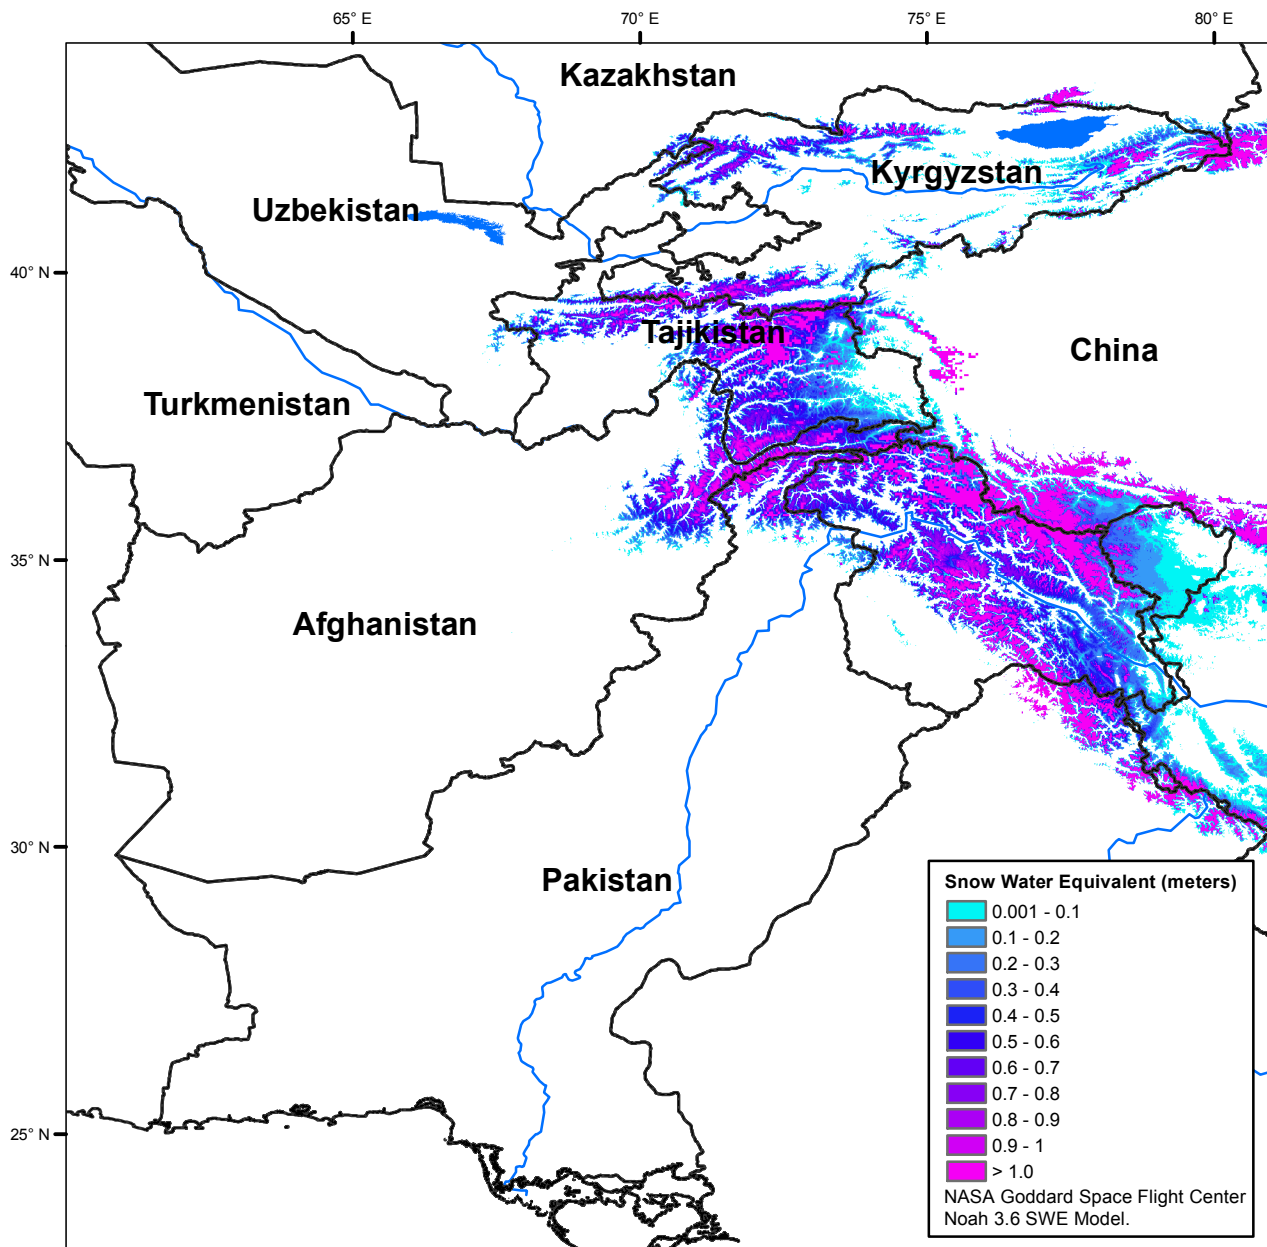 65° E
70° E
75° E
80° E
Kazakhstan
Kyrgyzstan
Uzbekistan
40° N
Tajikistan
China
Turkmenistan
35° N
Afghanistan
30° N
Pakistan
25° N
Snow Water Equivalent (meters)
0.001 - 0.1
0.1 - 0.2
0.2 - 0.3
0.3 - 0.4
0.4 - 0.5
0.5 - 0.6
0.6 - 0.7
0.7 - 0.8
0.8 - 0.9
0.9 - 1
> 1.0
NASA Goddard Space Flight Center
Noah 3.6 SWE Model.